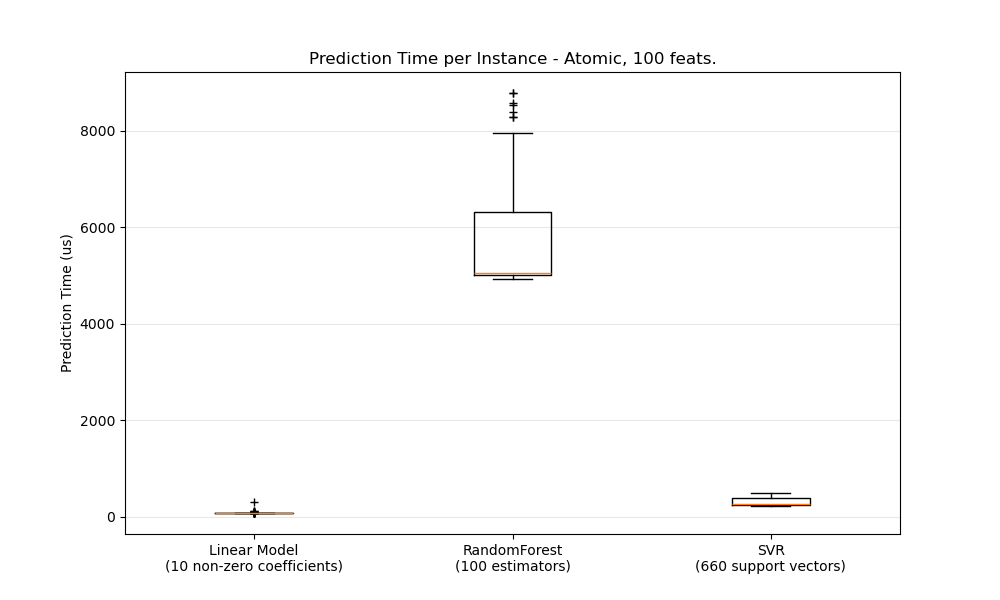 Prediction Time per Instance - Atomic, 100 feats.
Prediction Time (us)
8000
6000
4000
2000
0
Linear Model
(10 non-zero coefficients)
RandomForest
(100 estimators)
SVR
(660 support vectors)